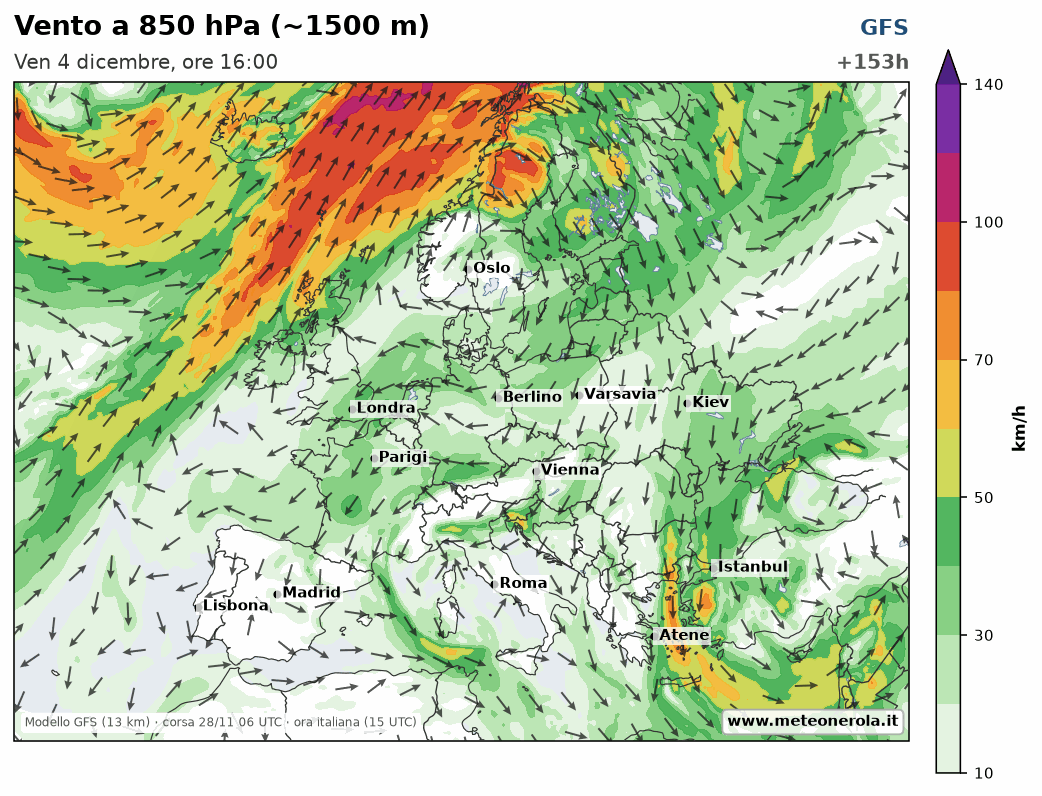 Vento a 850 hPa (~1500 m)
GFS
Ven 4 dicembre, ore 16:00
+153h
140
100
70
50
30
10
km/h
Oslo
Londra
Berlino
Varsavia
Kiev
Parigi
Vienna
Istanbul
Roma
Madrid
Lisbona
Atene
Modello GFS (13 km) · corsa 28/11 06 UTC · ora italiana (15 UTC)
www.meteonerola.it